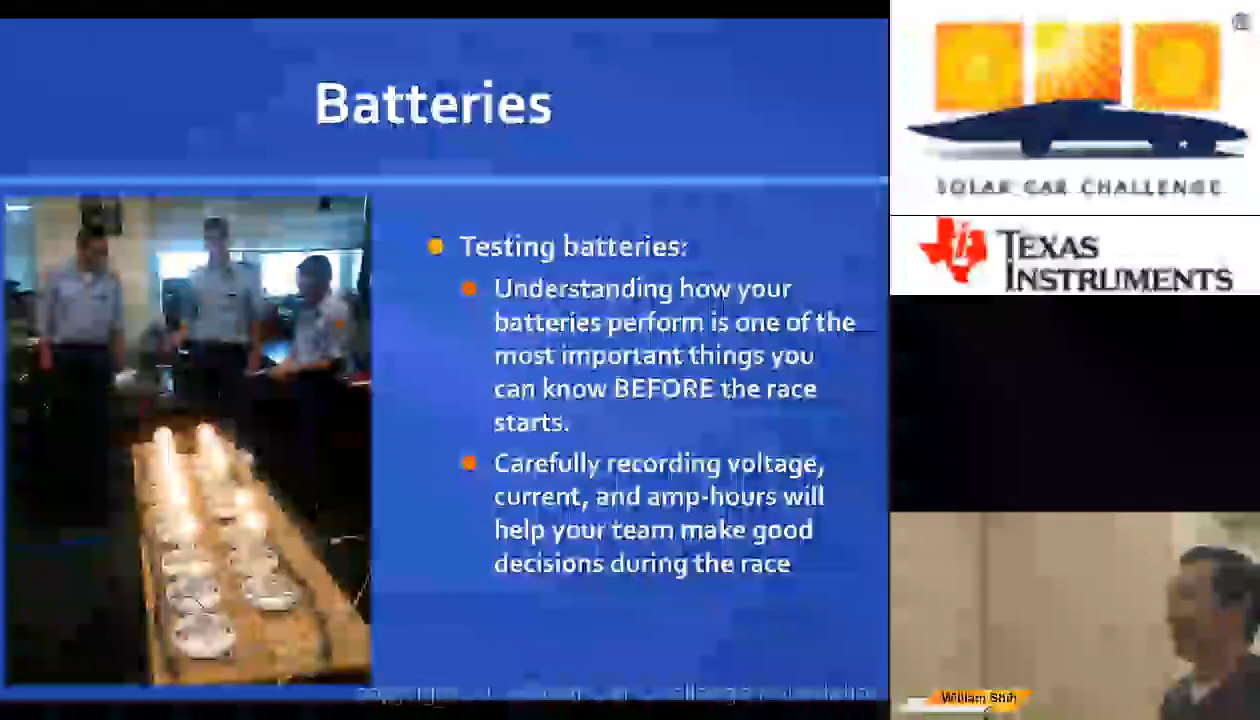 Batteries
Testing batteries:
Understanding how your
batteries perform is one of the
most important things you
can know BEFORE the race
starts.
Carefully recording voltage,
current, and amp-hours will
help your team make good
decisions during the race
®
SOLAR CAR CHALLENGE
TEXAS
INSTRUMENTS
William Shih